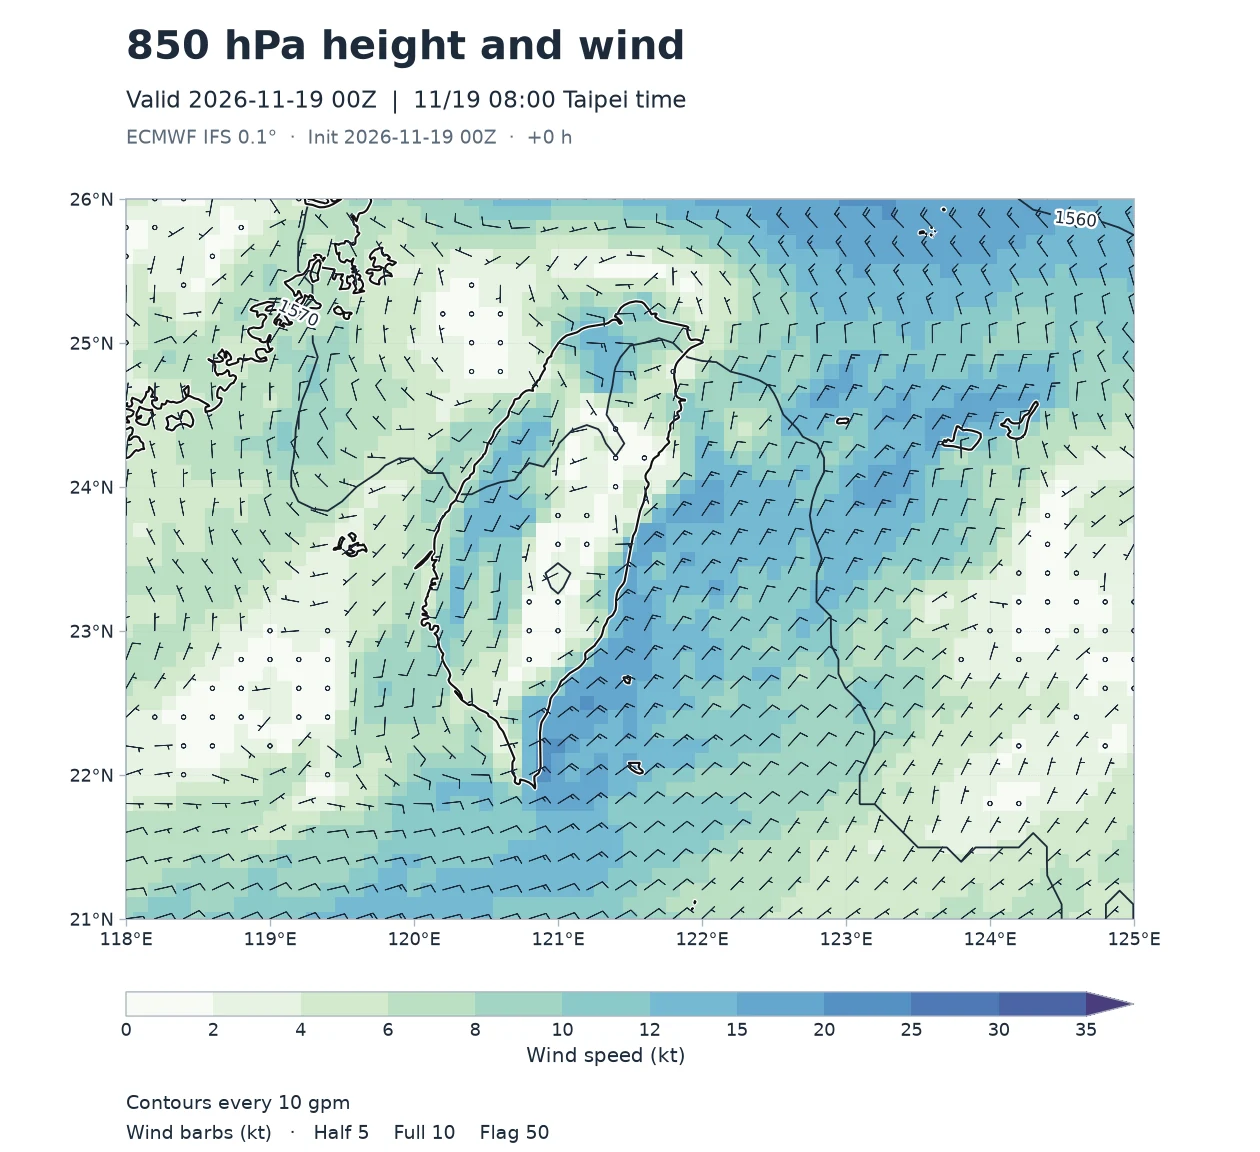 850 hPa height and wind
Valid 2026-11-19 00Z | 11/19 08:00 Taipei time
ECMWF IFS 0.1° · Init 2026-11-19 00Z · +0 h
26°N
1560
1570
25°N
24°N
23°N
22°N
21°N
118°E 119°E 120°E 121°E 122°E 123°E 124°E 125°E
0 2 4 6 8 10 12 15 20 25 30 35
Wind speed (kt)
Contours every 10 gpm
Wind barbs (kt) · Half 5 Full 10 Flag 50